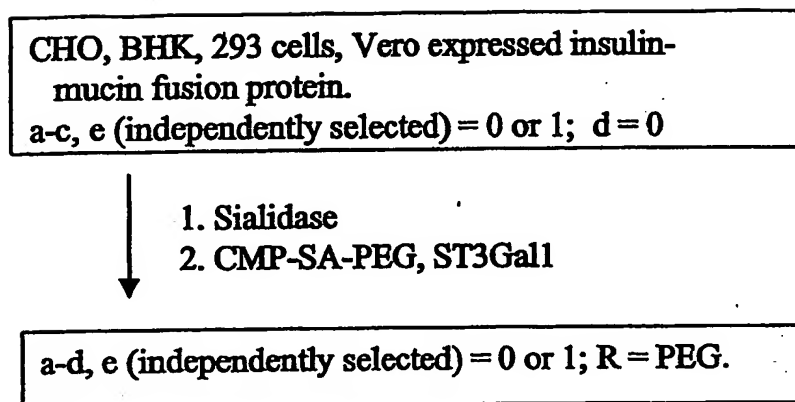 CHO, BHK, 293 cells, Vero expressed insulin-
mucin fusion protein.
a-c, e (independently selected) = 0 or 1; d = 0
1. Sialidase
2. CMP-SA-PEG, ST3Gal1
a-d, e (independently selected) = 0 or 1; R = PEG.